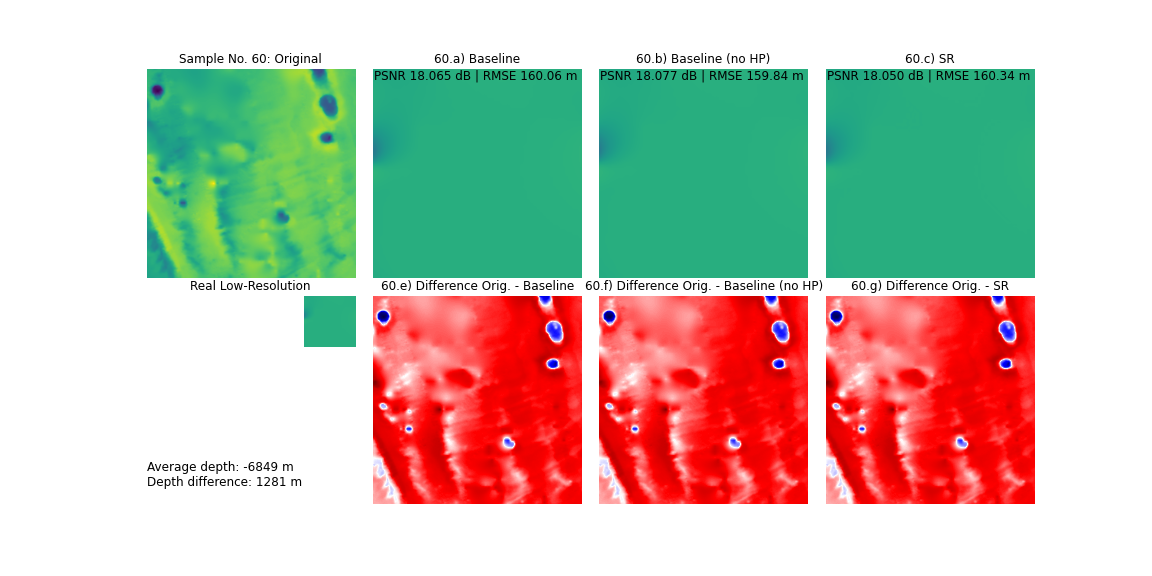 Sample No. 60: Original
60.a) Baseline
60.b) Baseline (no HP)
60.c) SR
PSNR 18.065 dB | RMSE 160.06 m
PSNR 18.077 dB | RMSE 159.84 m
PSNR 18.050 dB | RMSE 160.34 m
Real Low-Resolution
60.e) Difference Orig. - Baseline
60.f) Difference Orig. - Baseline (no HP)
60.g) Difference Orig. - SR
Average depth: -6849 m
Depth difference: 1281 m